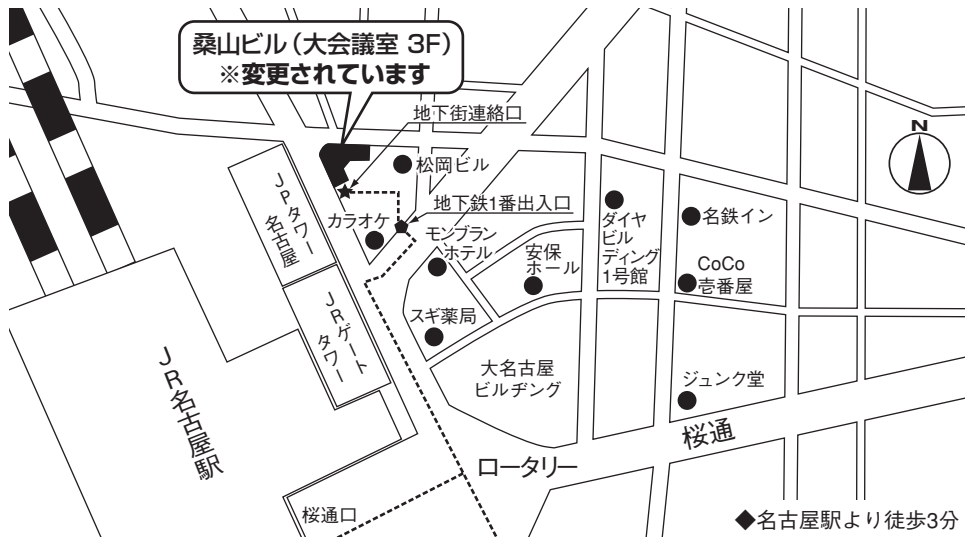 桑山ビル（大会議室 3F）
※変更されています
地下街連絡口
松岡ビル
地下鉄1番出入口
カラオケ
モンブラン
ホテル
安保
ホール
ダイヤ
ビル
ディング
1号館
名鉄イン
CoCo
壱番屋
スギ薬局
大名古屋
ビルヂング
ジュンク堂
JPタワー
名古屋
JRゲート
タワー
JR名古屋駅
桜通
ロータリー
桜通口
N
◆名古屋駅より徒歩3分